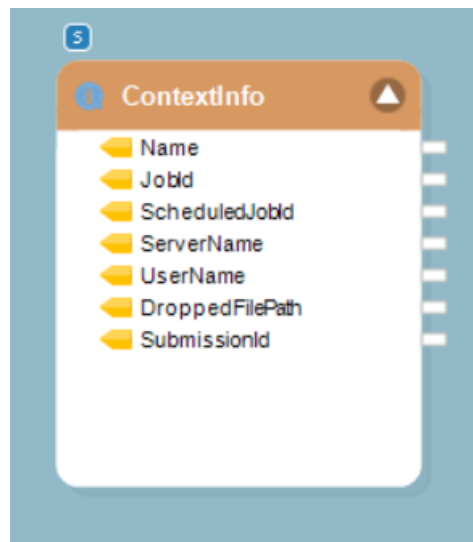 S
ContextInfo
Name
JobId
ScheduledJobId
ServerName
UserName
DroppedFilePath
SubmissionId